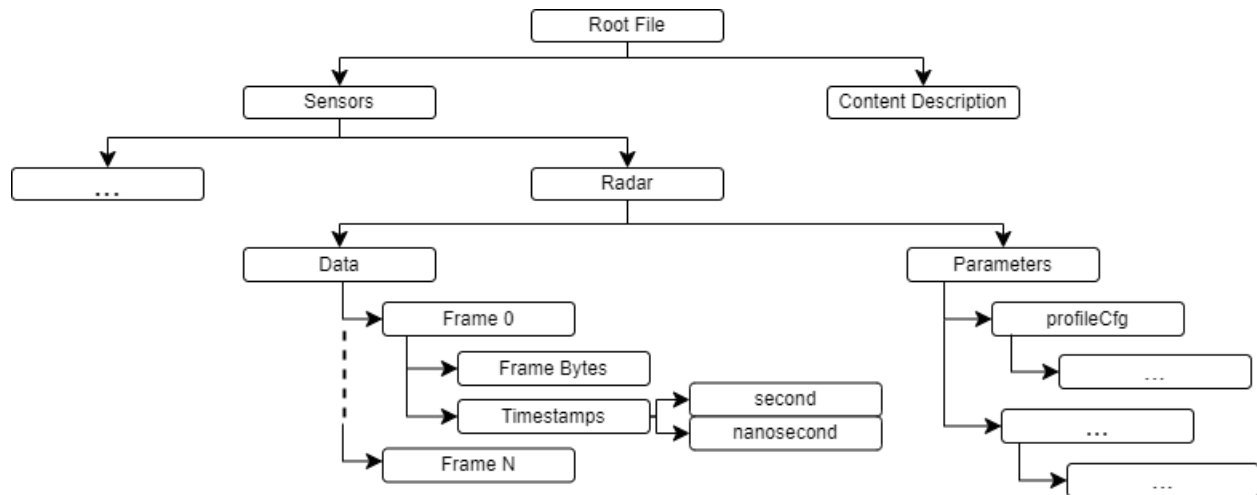 Root File
Sensors
Content Description
...
Radar
Data
Parameters
Frame 0
profileCfg
Frame Bytes
...
second
Timestamps
...
nanosecond
Frame N
...